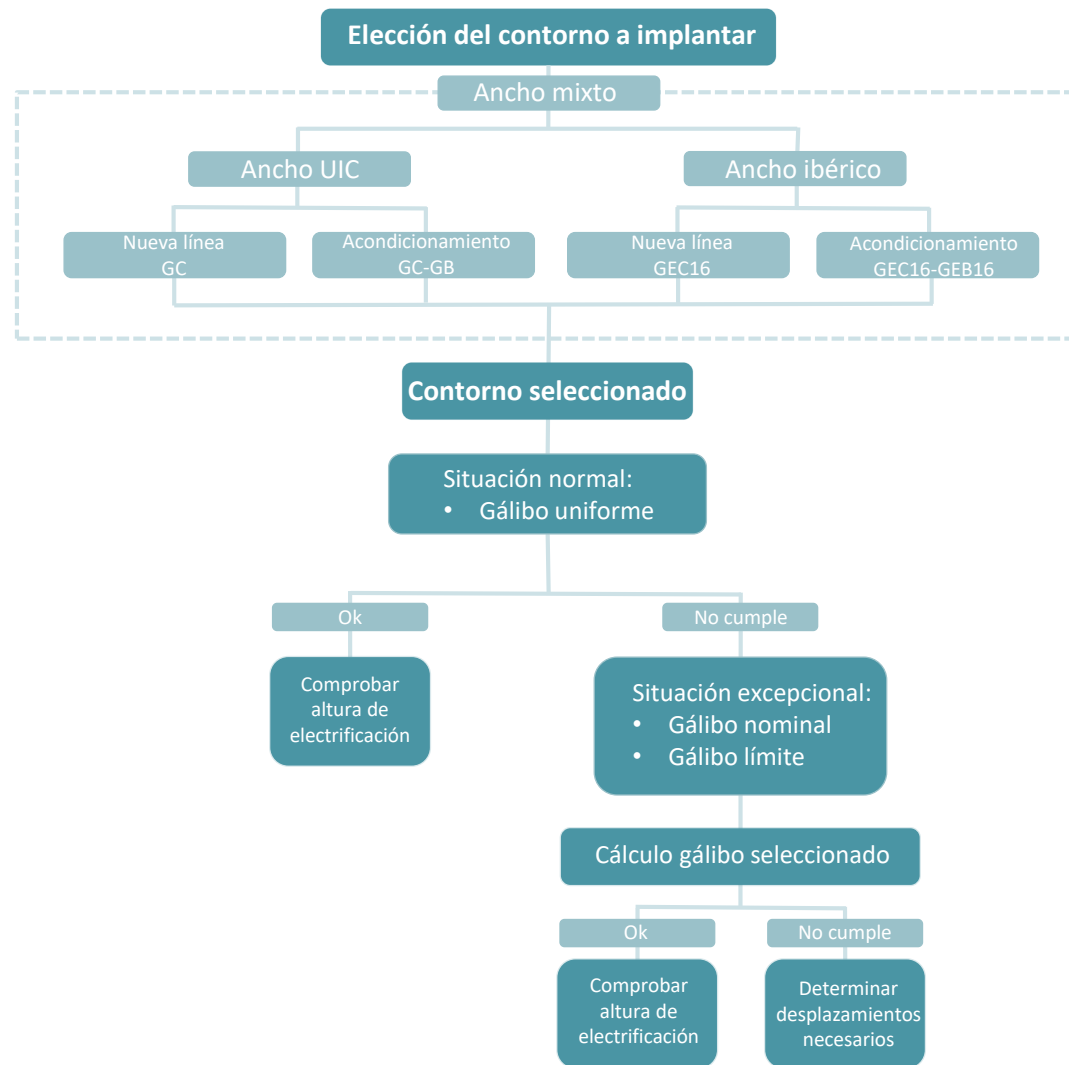 Elección del contorno a implantar
Ancho mixto
Ancho UIC
Ancho ibérico
Nueva línea
GC
Acondicionamiento
GC-GB
Nueva línea
GEC16
Acondicionamiento
GEC16-GEB16
Contorno seleccionado
Situación normal:
• Gálibo uniforme
Ok
No cumple
Comprobar
altura de
electrificación
Situación excepcional:
• Gálibo nominal
• Gálibo límite
Cálculo gálibo seleccionado
Ok
No cumple
Comprobar
altura de
electrificación
Determinar
desplazamientos
necesarios